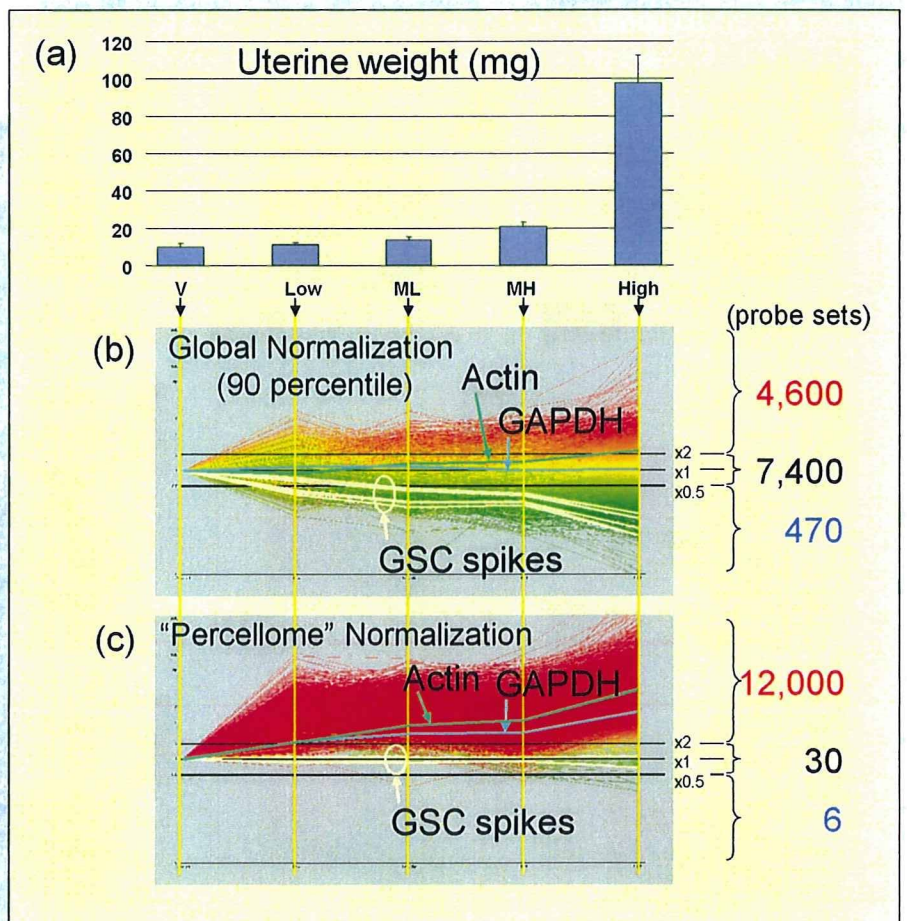 (a)
Uterine weight (mg)
120
100
80
60
40
20
0
V Low ML MH High
(probe sets)
(b)
Global Normalization
(90 percentile)
Actin
GAPDH
GSC spikes
x2
x1
x0.5
4,600
7,400
470
(c)
"Percellome" Normalization
Actin GAPDH
GSC spikes
x2
x1
x0.5
12,000
30
6